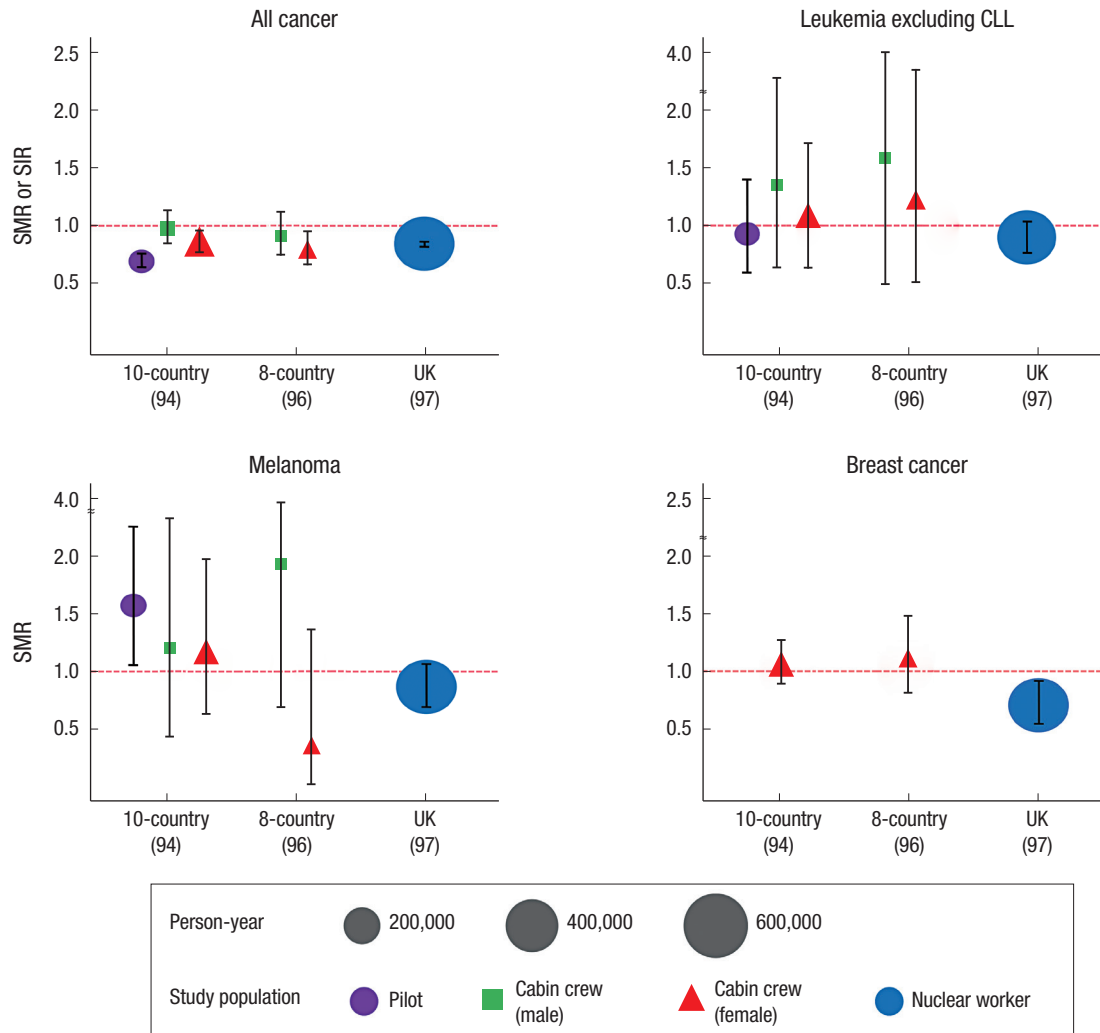 All cancer
SMR or SIR
2.5
2.0
1.5
1.0
0.5
10-country
(94)
8-country
(96)
UK
(97)
Leukemia excluding CLL
4.0
2.0
1.5
1.0
0.5
10-country
(94)
8-country
(96)
UK
(97)
Melanoma
SMR
4.0
2.0
1.5
1.0
0.5
10-country
(94)
8-country
(96)
UK
(97)
Breast cancer
2.5
2.0
1.5
1.0
0.5
10-country
(94)
8-country
(96)
UK
(97)
Person-year 200,000 400,000 600,000
Study population Pilot Cabin crew
(male) Cabin crew
(female) Nuclear worker